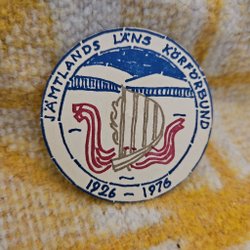 JÄMTLANDS LÄNS KÖRFÖRBUND
1926 - 1976